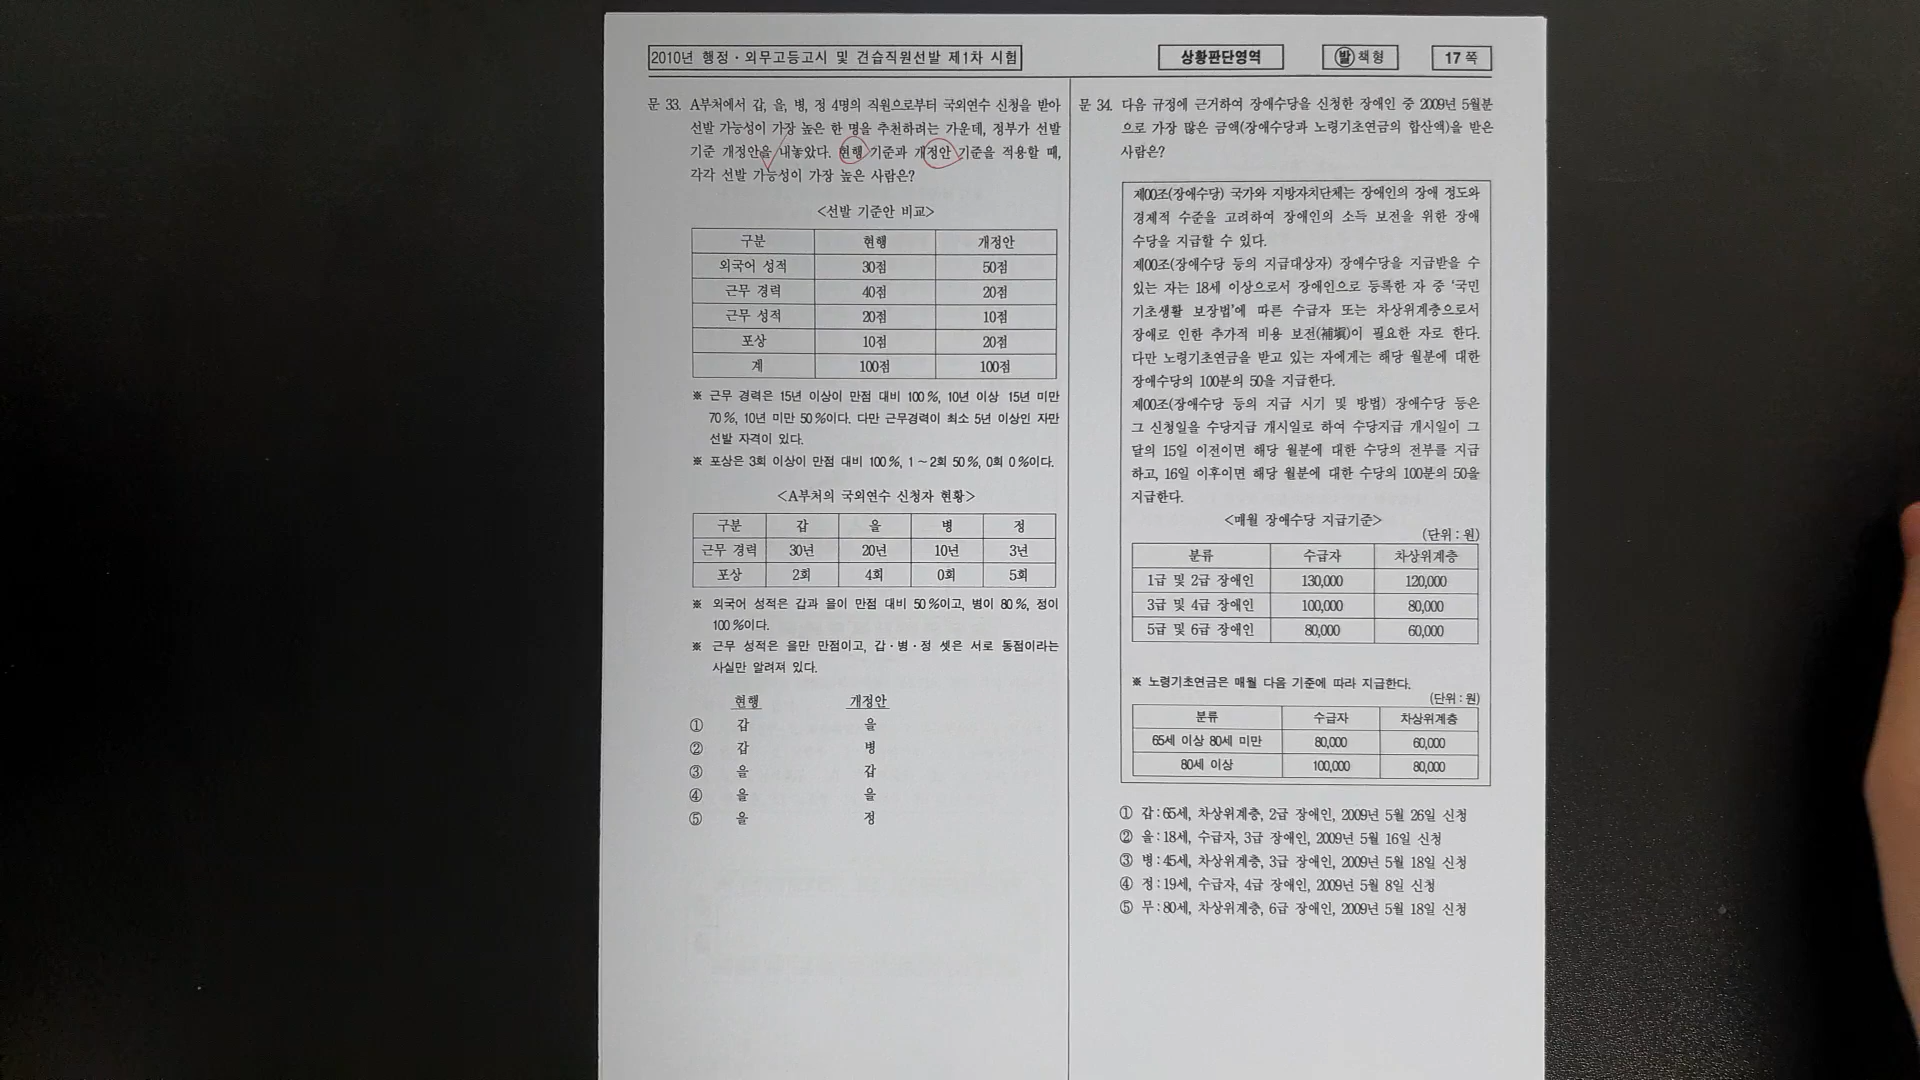 2010년 행정·외무고등고시 및 견습직원선발 제1차 시험
상황판단영역
발 책형
17 쪽
문 33. A부처에서 갑, 을, 병, 정 4명의 직원으로부터 국외연수 신청을 받아
선발 가능성이 가장 높은 한 명을 추천하려는 가운데, 정부가 선발
기준 개정안을 내놓았다. 현행 기준과 개정안 기준을 적용할 때,
각각 선발 가능성이 가장 높은 사람은?
<선발 기준안 비교>
구분 현행 개정안
외국어 성적 30점 50점
근무 경력 40점 20점
근무 성적 20점 10점
포상 10점 20점
계 100점 100점
※ 근무 경력은 15년 이상이 만점 대비 100%, 10년 이상 15년 미만
70%, 10년 미만 50%이다. 다만 근무경력이 최소 5년 이상인 자만
선발 자격이 있다.
※ 포상은 3회 이상이 만점 대비 100%, 1~2회 50%, 0회 0%이다.
<A부처의 국외연수 신청자 현황>
구분 갑 을 병 정
근무 경력 30년 20년 10년 3년
포상 2회 4회 0회 5회
※ 외국어 성적은 갑과 을이 만점 대비 50%이고, 병이 80%, 정이
100%이다.
※ 근무 성적은 을만 만점이고, 갑·병·정 셋은 서로 동점이라는
사실만 알려져 있다.
현행 개정안
① 갑 을
② 갑 병
③ 을 갑
④ 을 을
⑤ 을 정
문 34. 다음 규정에 근거하여 장애수당을 신청한 장애인 중 2009년 5월분
으로 가장 많은 금액(장애수당과 노령기초연금의 합산액)을 받은
사람은?
제00조(장애수당) 국가와 지방자치단체는 장애인의 장애 정도와
경제적 수준을 고려하여 장애인의 소득 보전을 위한 장애
수당을 지급할 수 있다.
제00조(장애수당 등의 지급대상자) 장애수당을 지급받을 수
있는 자는 18세 이상으로서 장애인으로 등록한 자 중 '국민
기초생활 보장법'에 따른 수급자 또는 차상위계층으로서
장애로 인한 추가적 비용 보전(補塡)이 필요한 자로 한다.
다만 노령기초연금을 받고 있는 자에게는 해당 월분에 대한
장애수당의 100분의 50을 지급한다.
제00조(장애수당 등의 지급 시기 및 방법) 장애수당 등은
그 신청일을 수당지급 개시일로 하여 수당지급 개시일이 그
달의 15일 이전이면 해당 월분에 대한 수당의 전부를 지급
하고, 16일 이후이면 해당 월분에 대한 수당의 100분의 50을
지급한다.
<매월 장애수당 지급기준>
(단위 : 원)
분류 수급자 차상위계층
1급 및 2급 장애인 130,000 120,000
3급 및 4급 장애인 100,000 80,000
5급 및 6급 장애인 80,000 60,000
※ 노령기초연금은 매월 다음 기준에 따라 지급한다.
(단위 : 원)
분류 수급자 차상위계층
65세 이상 80세 미만 80,000 60,000
80세 이상 100,000 80,000
① 갑 : 65세, 차상위계층, 2급 장애인, 2009년 5월 26일 신청
② 을 : 18세, 수급자, 3급 장애인, 2009년 5월 16일 신청
③ 병 : 45세, 차상위계층, 3급 장애인, 2009년 5월 18일 신청
④ 정 : 19세, 수급자, 4급 장애인, 2009년 5월 8일 신청
⑤ 무 : 80세, 차상위계층, 6급 장애인, 2009년 5월 18일 신청